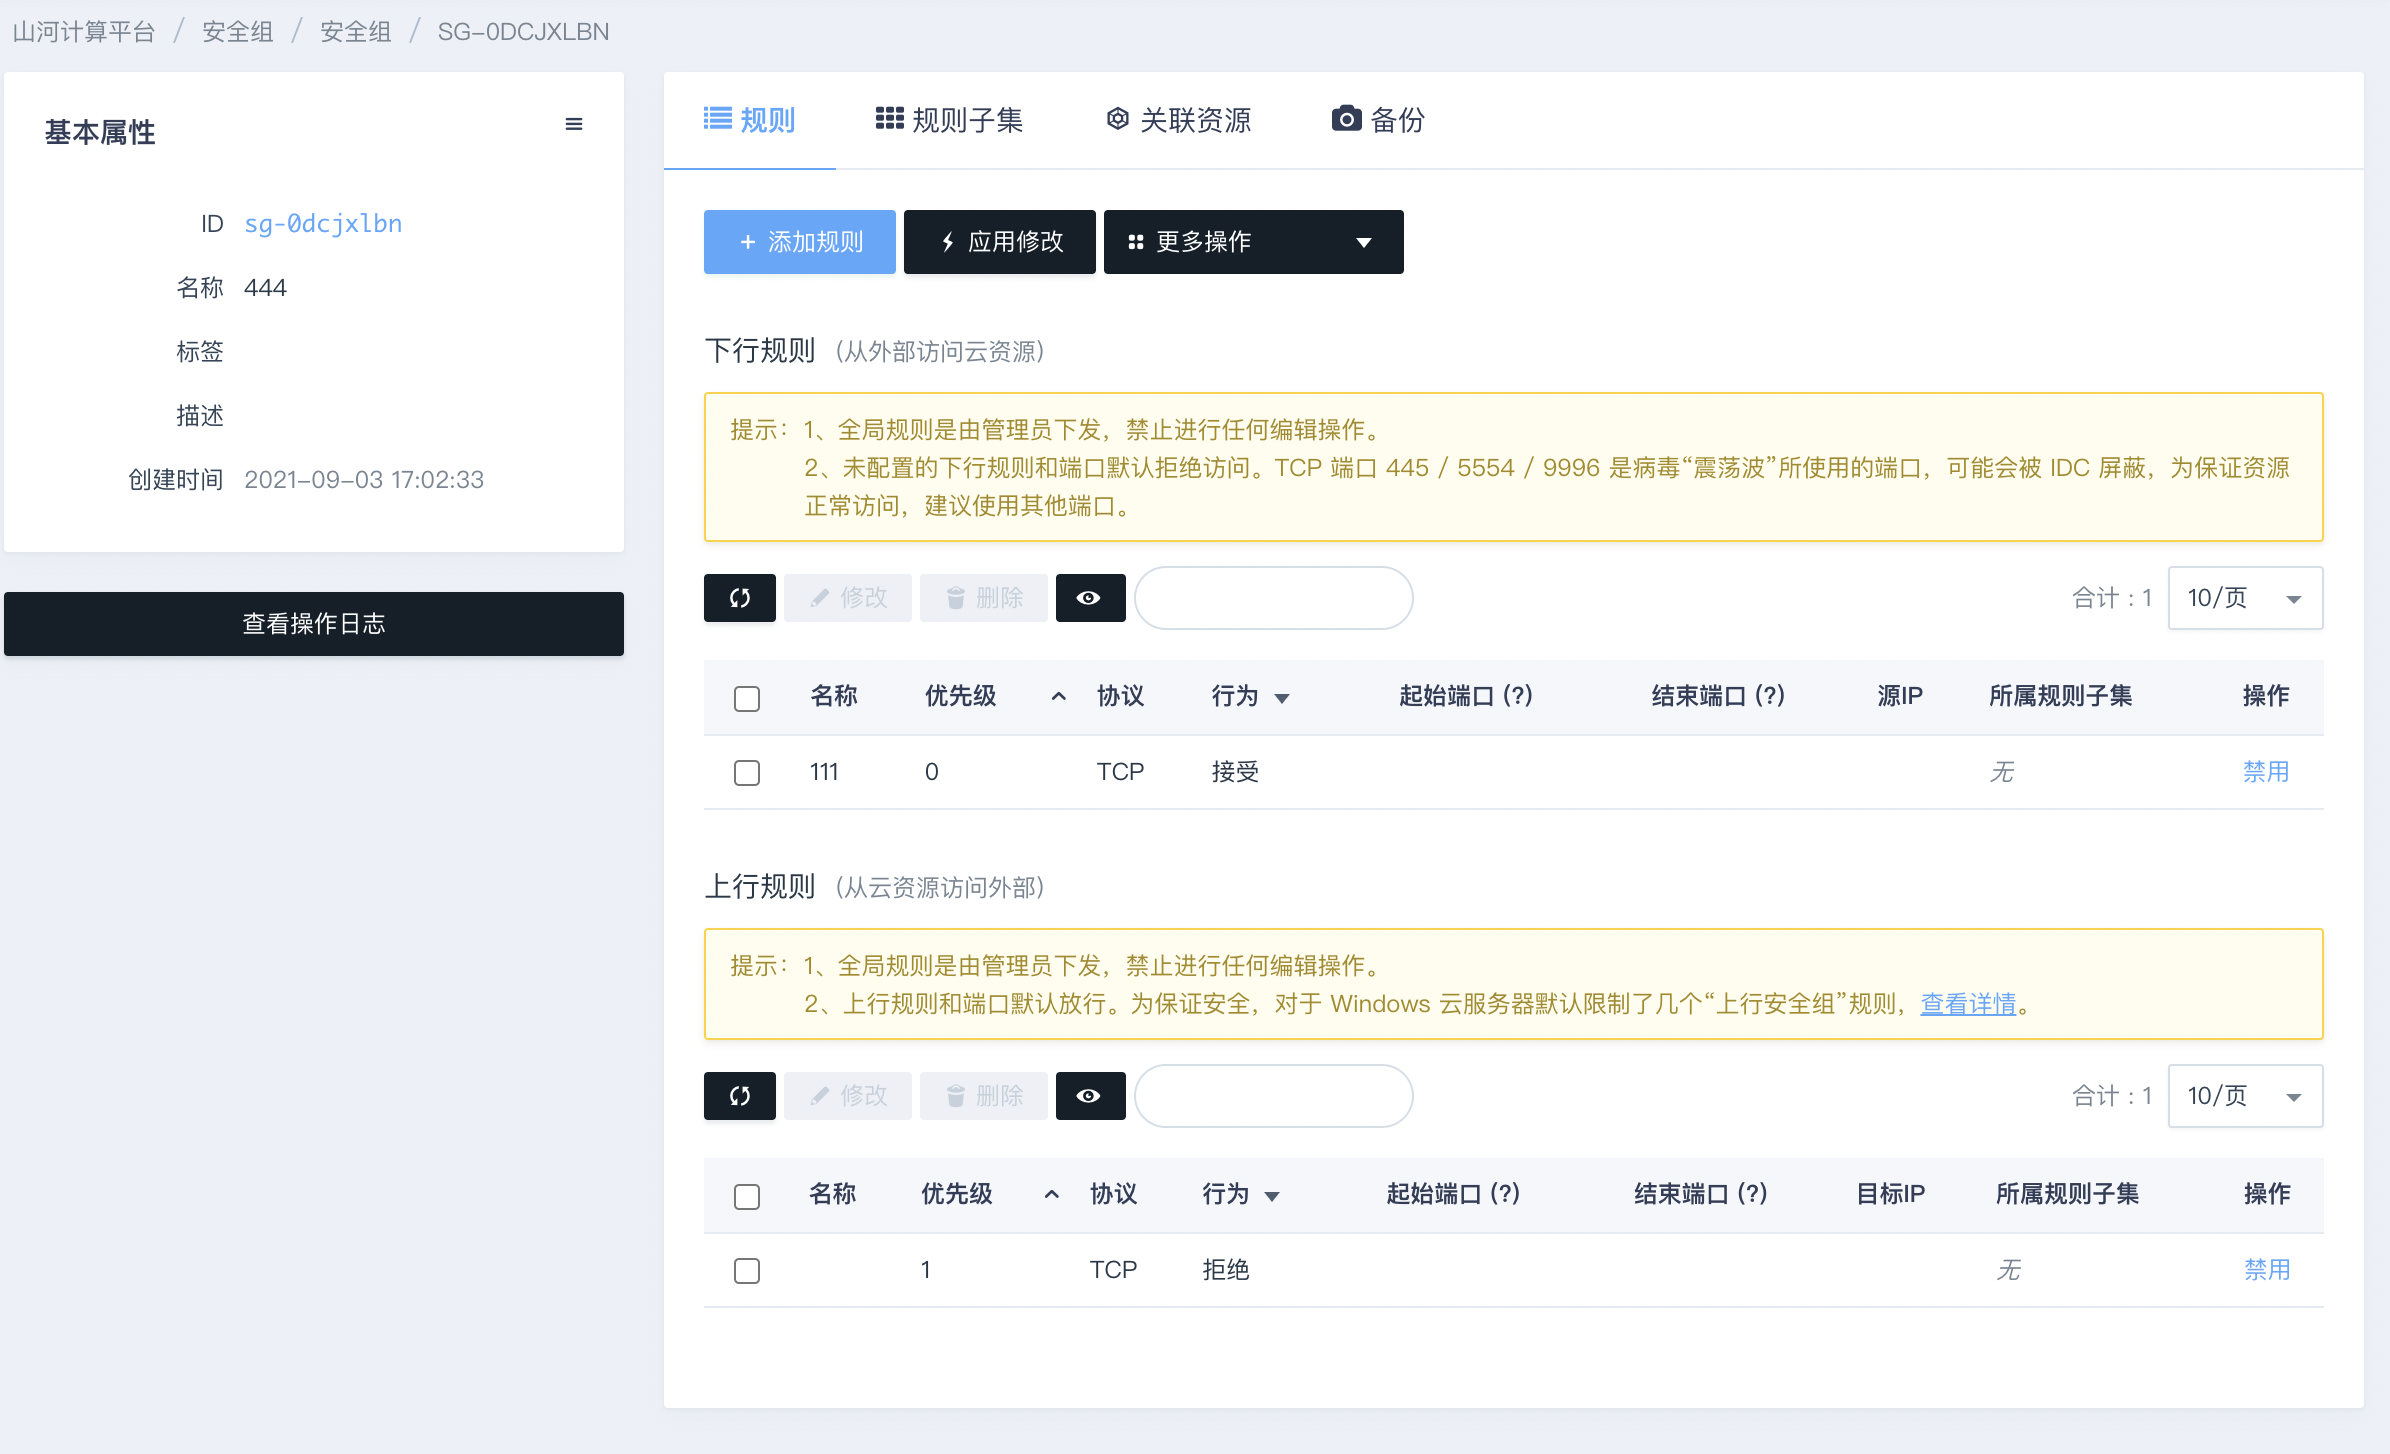 山河计算平台 / 安全组 / 安全组 / SG-0DCJXLBN
基本属性
ID sg-0dcjxlbn
名称 444
标签
描述
创建时间 2021-09-03 17:02:33
查看操作日志
规则 规则子集 关联资源 备份
+ 添加规则 应用修改 更多操作
下行规则 (从外部访问云资源)
提示: 1、全局规则是由管理员下发，禁止进行任何编辑操作。
2、未配置的下行规则和端口默认拒绝访问。TCP 端口 445 / 5554 / 9996 是病毒“震荡波”所使用的端口，可能会被 IDC 屏蔽，为保证资源
正常访问，建议使用其他端口。
修改 删除 合计 : 1 10/页
名称 优先级 协议 行为 起始端口 (?) 结束端口 (?) 源IP 所属规则子集 操作
111 0 TCP 接受 无 禁用
上行规则 (从云资源访问外部)
提示: 1、全局规则是由管理员下发，禁止进行任何编辑操作。
2、上行规则和端口默认放行。为保证安全，对于 Windows 云服务器默认限制了几个“上行安全组”规则，查看详情。
修改 删除 合计 : 1 10/页
名称 优先级 协议 行为 起始端口 (?) 结束端口 (?) 目标IP 所属规则子集 操作
1 TCP 拒绝 无 禁用